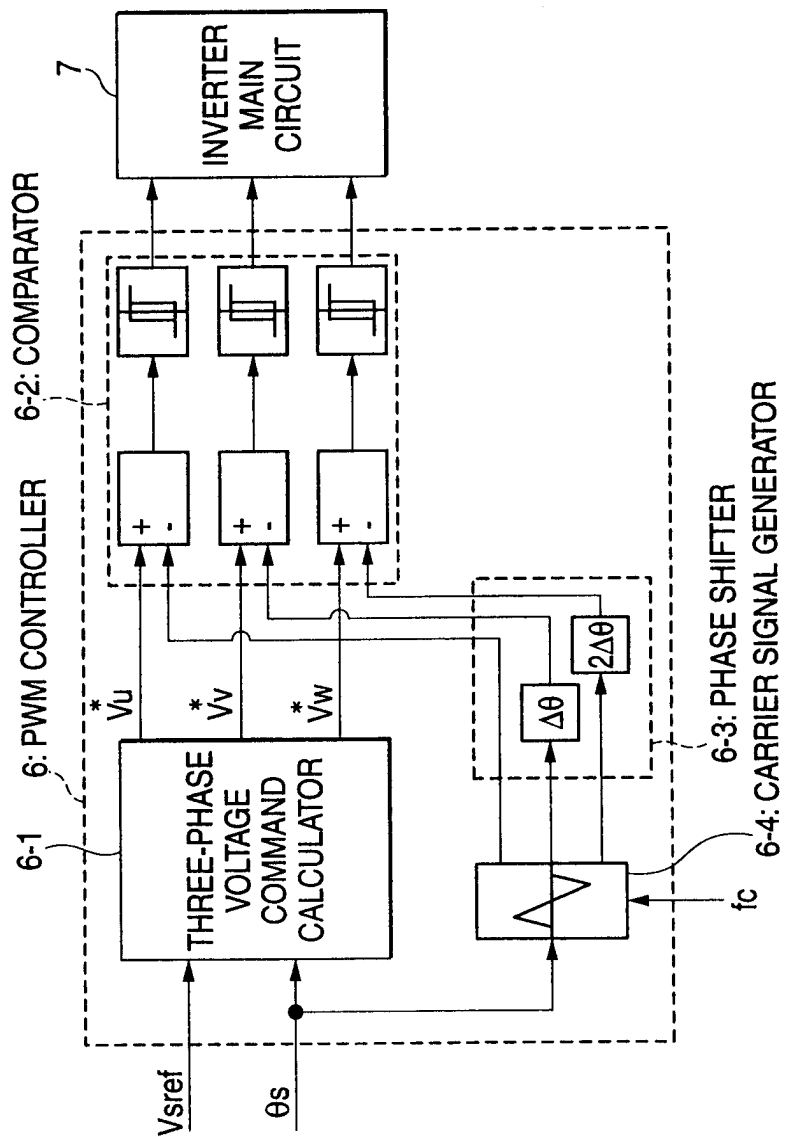 6: PWM CONTROLLER
6-2: COMPARATOR
7
6-1
THREE-PHASE
VOLTAGE
COMMAND
CALCULATOR
INVERTER
MAIN
CIRCUIT
Vsref
θs
*
Vu
*
Vv
*
Vw
+
-
+
-
+
-
Δθ
2Δθ
fc
6-3: PHASE SHIFTER
6-4: CARRIER SIGNAL GENERATOR